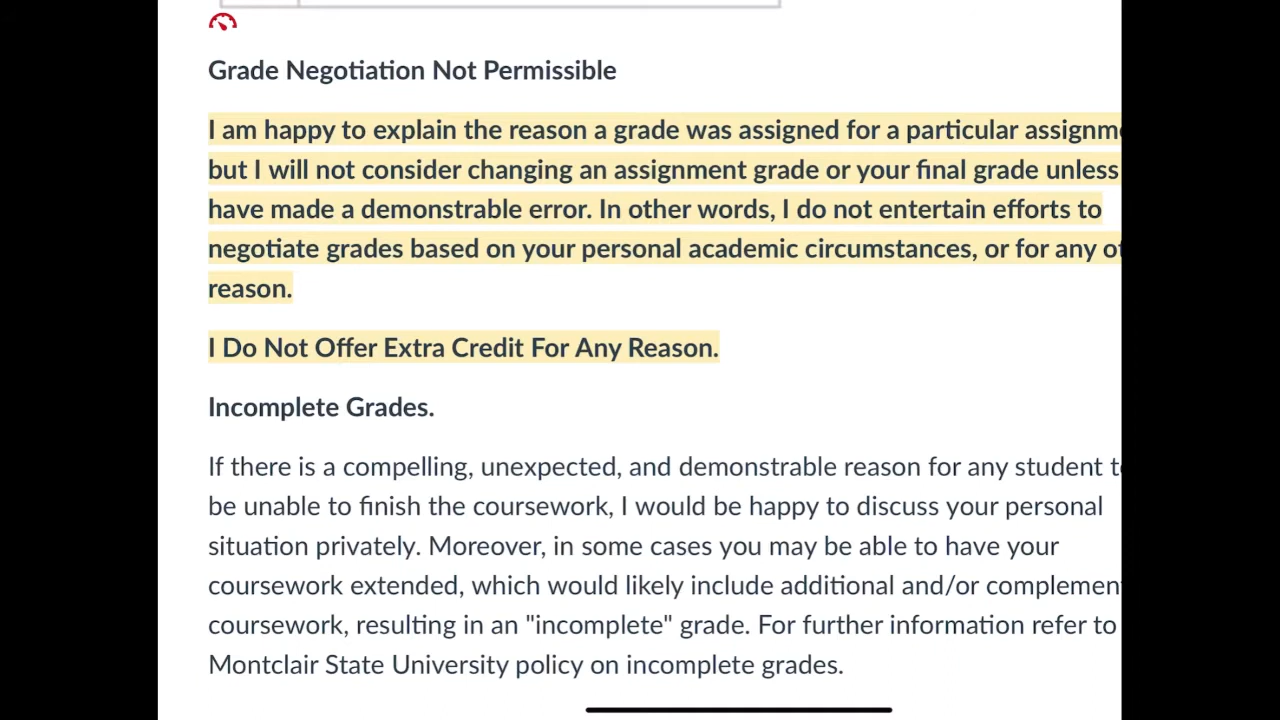 Grade Negotiation Not Permissible
I am happy to explain the reason a grade was assigned for a particular
but I will not consider changing an assignment grade or your final grade unless
have made a demonstrable error. In other words, I do not entertain efforts to
negotiate grades based on your personal academic circumstances, or for any
reason.
I Do Not Offer Extra Credit For Any Reason.
Incomplete Grades.
If there is a compelling, unexpected, and demonstrable reason for any student
be unable to finish the coursework, I would be happy to discuss your personal
situation privately. Moreover, in some cases you may be able to have your
coursework extended, which would likely include additional and/or
coursework, resulting in an "incomplete" grade. For further information refer to
Montclair State University policy on incomplete grades.